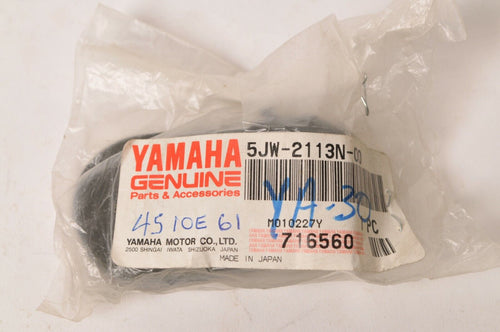 YAMAHA
GENUINE
Parts & Accessories
5JW-2113N-00
YA-30
4510E61
M010227Y
PC
YAMAHA MOTOR CO., LTD.
2500 SHINGAI IWATA SHIZUOKA JAPAN
716560
MADE IN JAPAN